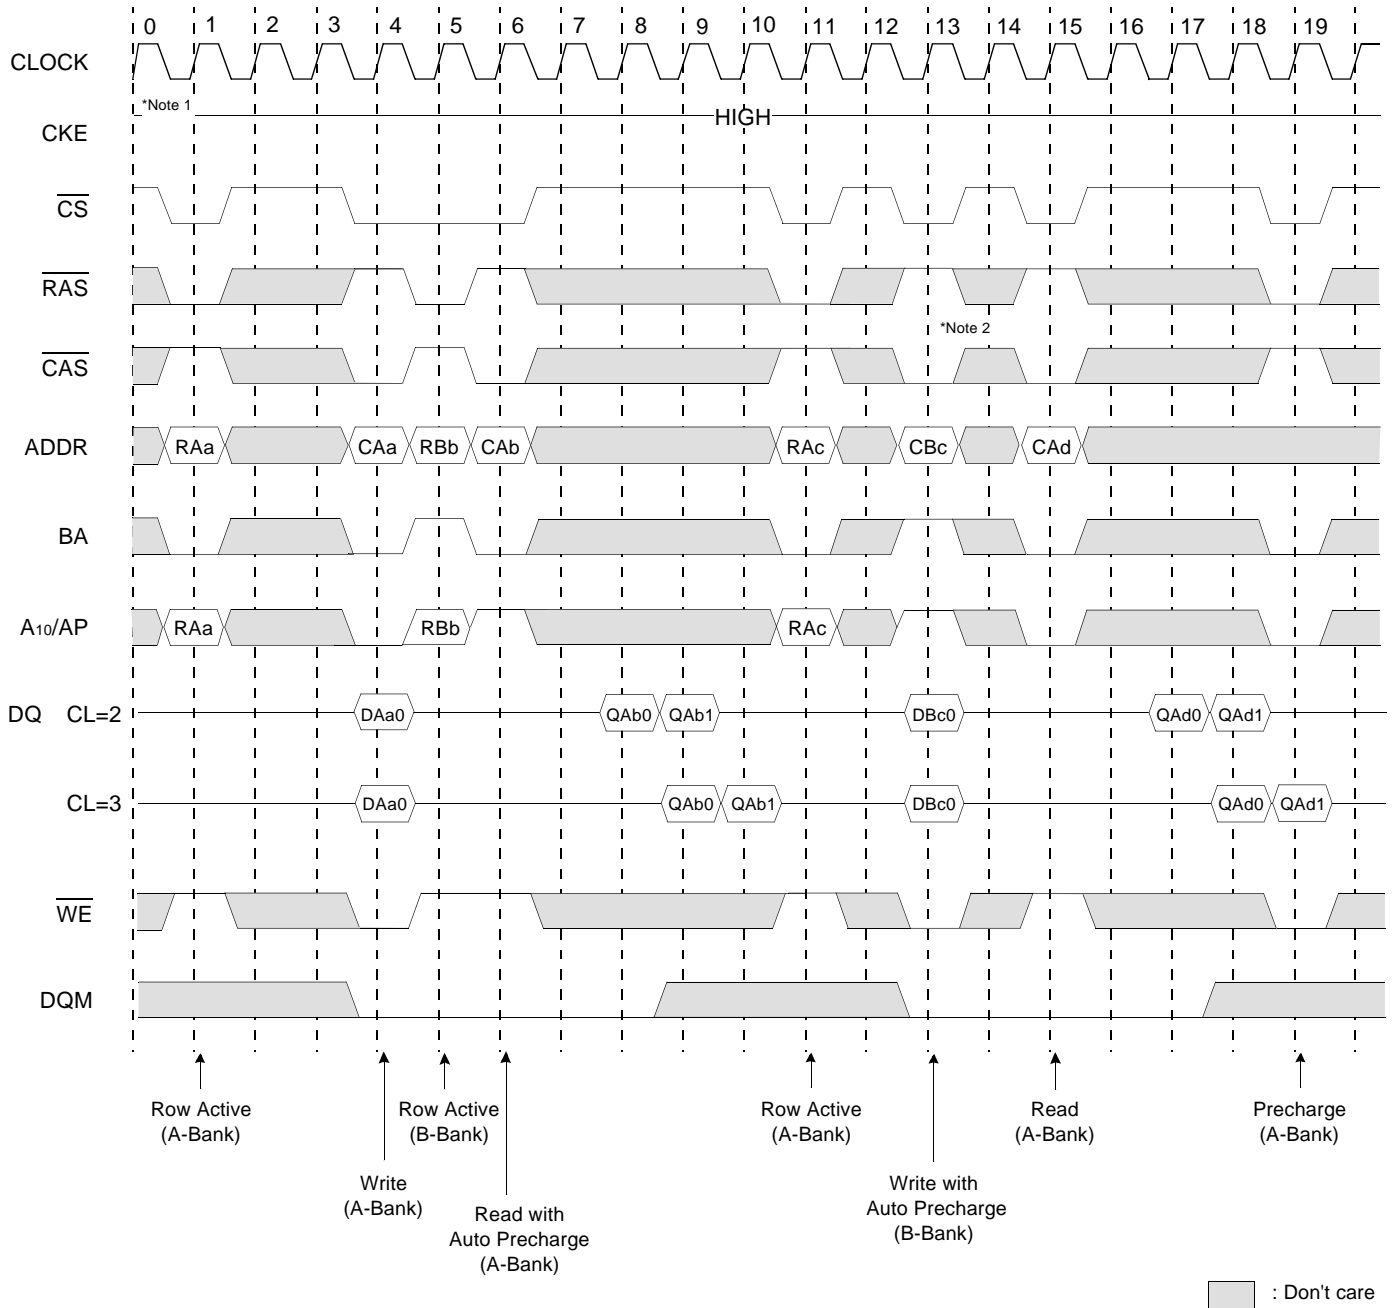 0 1 2 3 4 5 6 7 8 9 10 11 12 13 14 15 16 17 18 19
CLOCK
*Note 1
CKE HIGH
CS
RAS
*Note 2
CAS
ADDR RAa CAa RBb CAb RAc CBc CAd
BA
A10/AP RAa RBb RAc
DQ CL=2 DAa0 QAb0 QAb1 DBc0 QAd0 QAd1
CL=3 DAa0 QAb0 QAb1 DBc0 QAd0 QAd1
WE
DQM
Row Active
(A-Bank)
Row Active
(B-Bank)
Row Active
(A-Bank)
Read
(A-Bank)
Precharge
(A-Bank)
Write
(A-Bank)
Read with
Auto Precharge
(A-Bank)
Write with
Auto Precharge
(B-Bank)
: Don't care